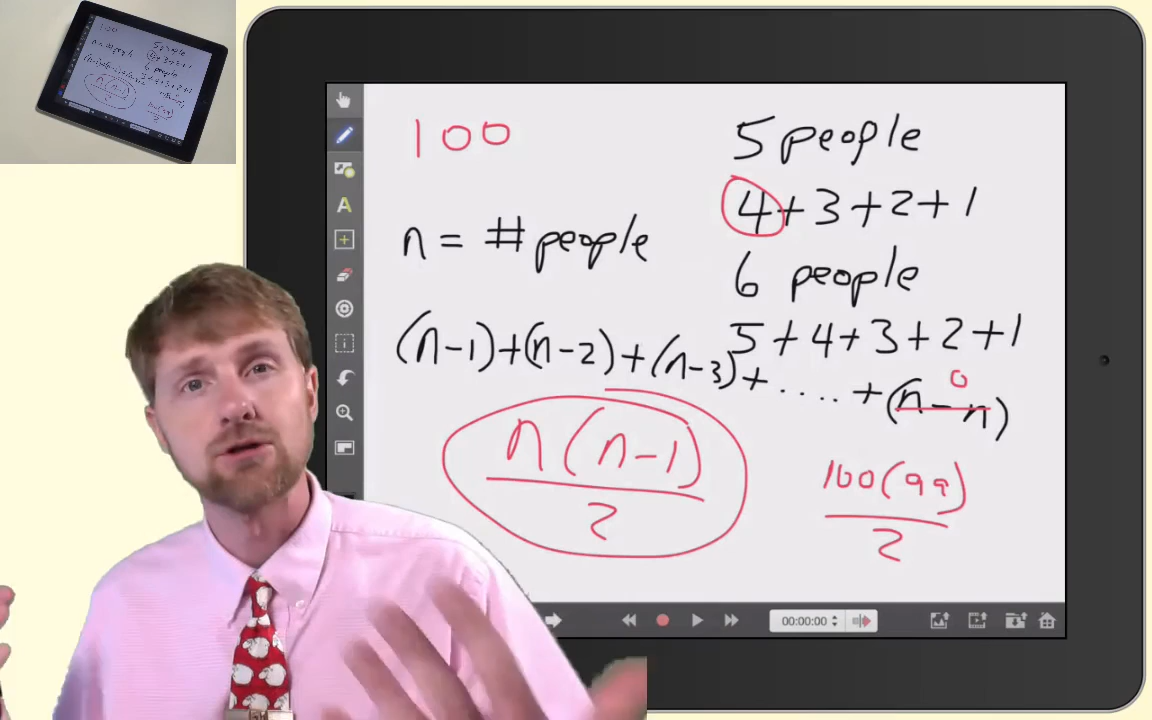 100
n = #people
(n-1)+(n-2)+(n-3)+....+(n-n)
0
n(n-1)
2
5 people
4+3+2+1
6 people
5+4+3+2+1
100(99)
2
A
00:00:00